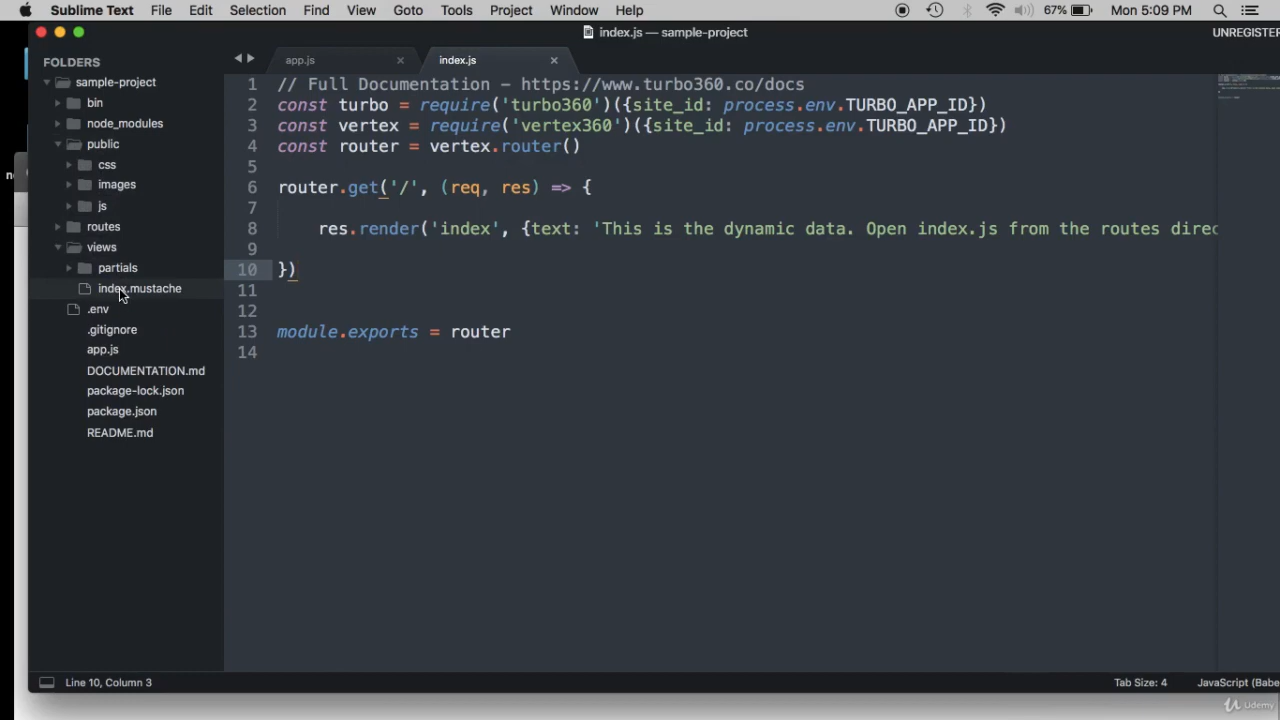 Sublime Text File Edit Selection Find View Goto Tools Project Window Help 67% Mon 5:09 PM
index.js — sample-project
UNREGISTER
FOLDERS
sample-project
bin
node_modules
public
css
images
js
routes
views
partials
index.mustache
.env
.gitignore
app.js
DOCUMENTATION.md
package-lock.json
package.json
README.md
app.js
index.js
1 // Full Documentation - https://www.turbo360.co/docs
2 const turbo = require('turbo360')({site_id: process.env.TURBO_APP_ID})
3 const vertex = require('vertex360')({site_id: process.env.TURBO_APP_ID})
4 const router = vertex.router()
5
6 router.get('/', (req, res) => {
7
8 res.render('index', {text: 'This is the dynamic data. Open index.js from the routes direc
9
10 })
11
12
13 module.exports = router
14
Line 10, Column 3
Tab Size: 4
JavaScript (Babe
Udemy